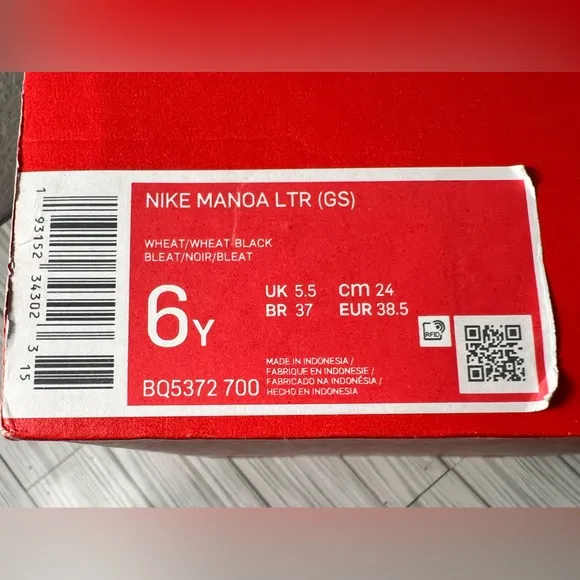 NIKE MANOA LTR (GS)
WHEAT/WHEAT-BLACK
BLEAT/NOIR/BLEAT
6Y
UK 5.5 cm 24
BR 37 EUR 38.5
BQ5372 700
MADE IN INDONESIA /
FABRIQUE EN INDONESIE /
FABRICADO NA INDONÉSIA /
HECHO EN INDONESIA
RFID
1 93152 34302 3 15